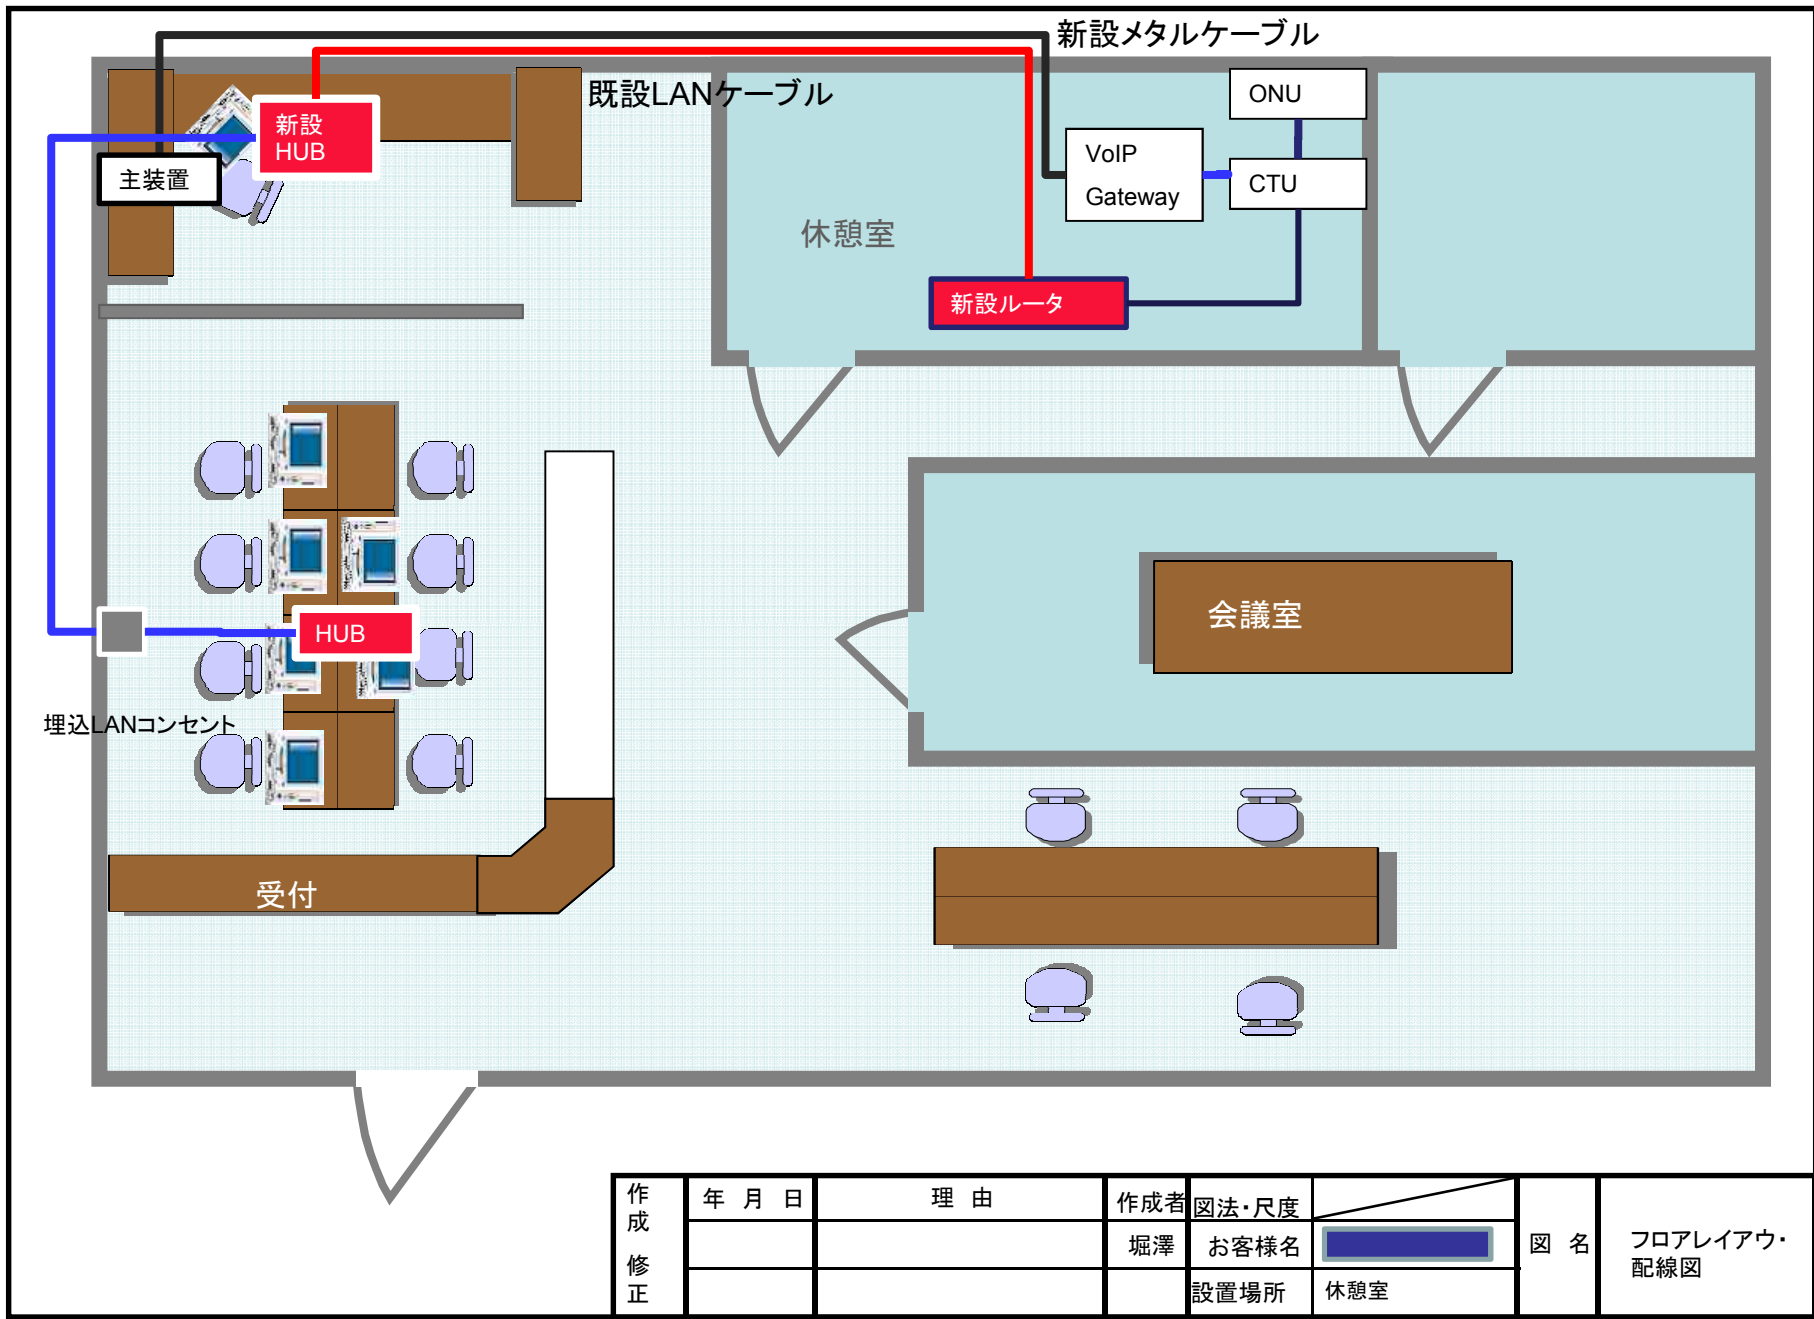 新設メタルケーブル
既設LANケーブル
ONU
新設
HUB
VoIP
Gateway
主装置
CTU
休憩室
新設ルータ
会議室
HUB
埋込LANコンセント
受付
作成 修正
年 月 日
理 由
作成者
図法・尺度
堀澤
お客様名
設置場所
休憩室
図 名
フロアレイアウ・
配線図